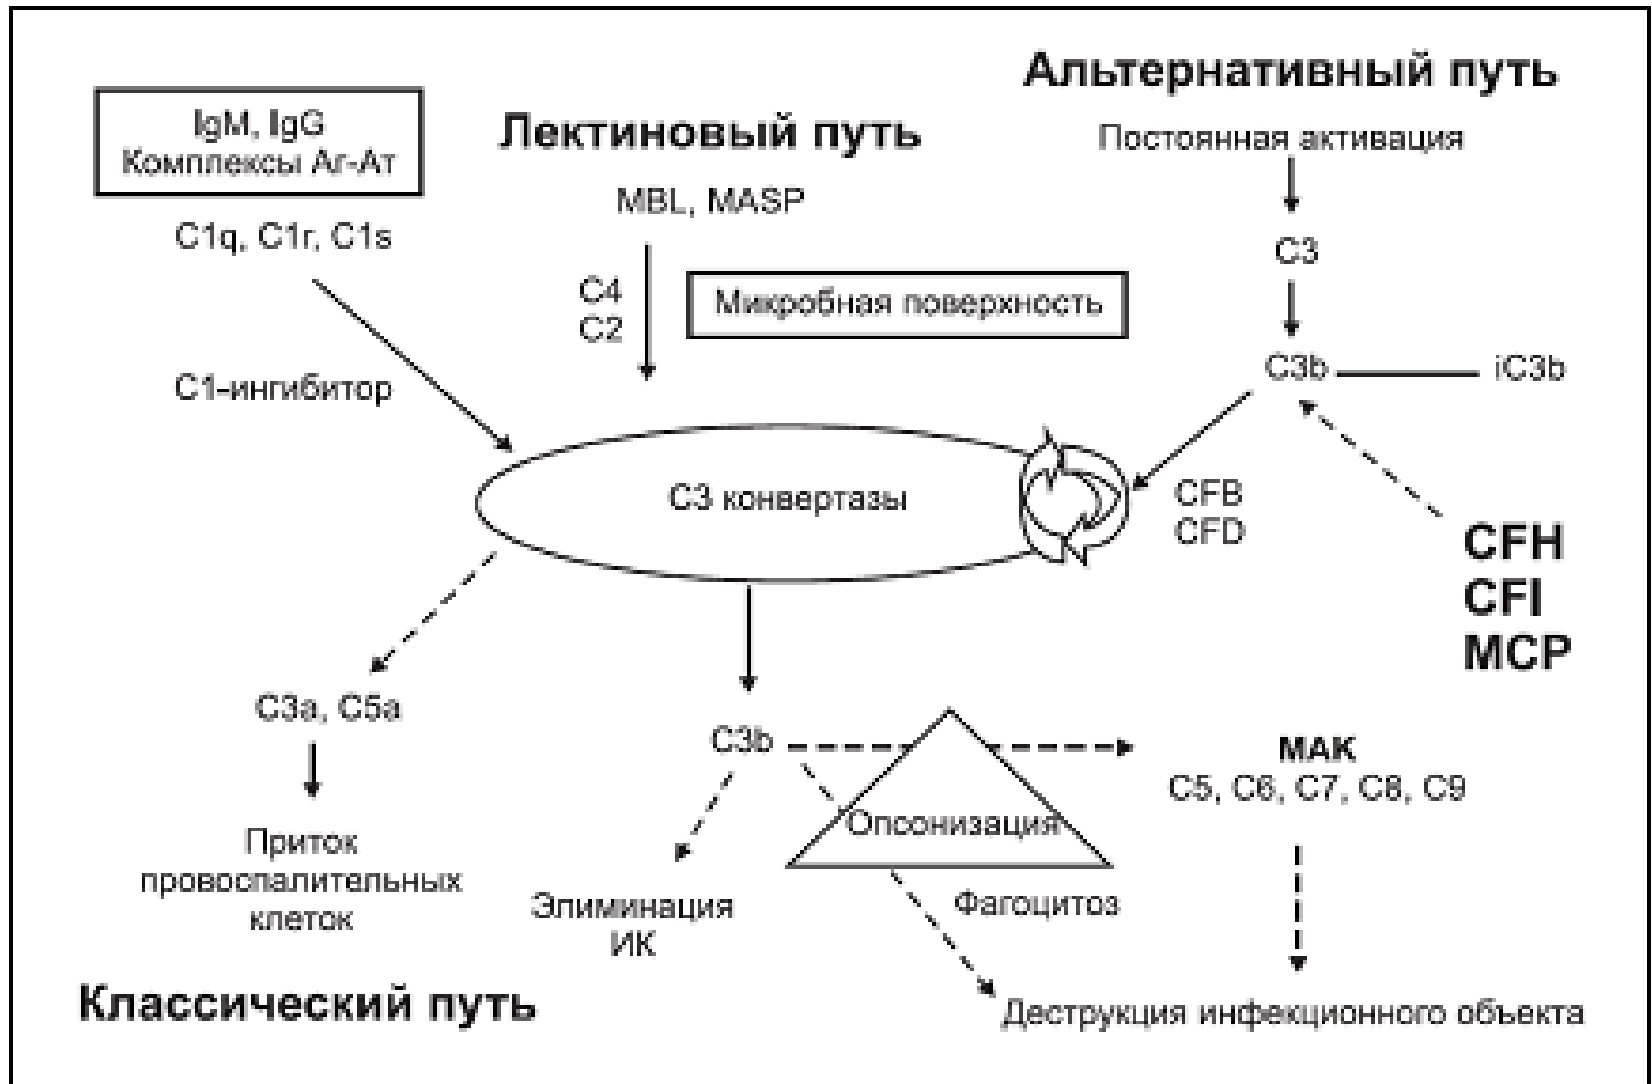 Альтернативный путь
IgM, IgG
Комплексы Аг-Ат
Лектиновый путь
Постоянная активация
MBL, MASP
C1q, C1r, C1s
C3
C4
C2
Микробная поверхность
C3b
iC3b
С1-ингибитор
С3 конвертазы
CFB
CFD
CFH
CFI
MCP
C3a, C5a
C3b
МАК
C5, C6, C7, C8, C9
Опсонизация
Приток
провоспалительных
клеток
Элиминация
ИК
Фагоцитоз
Классический путь
Деструкция инфекционного объекта